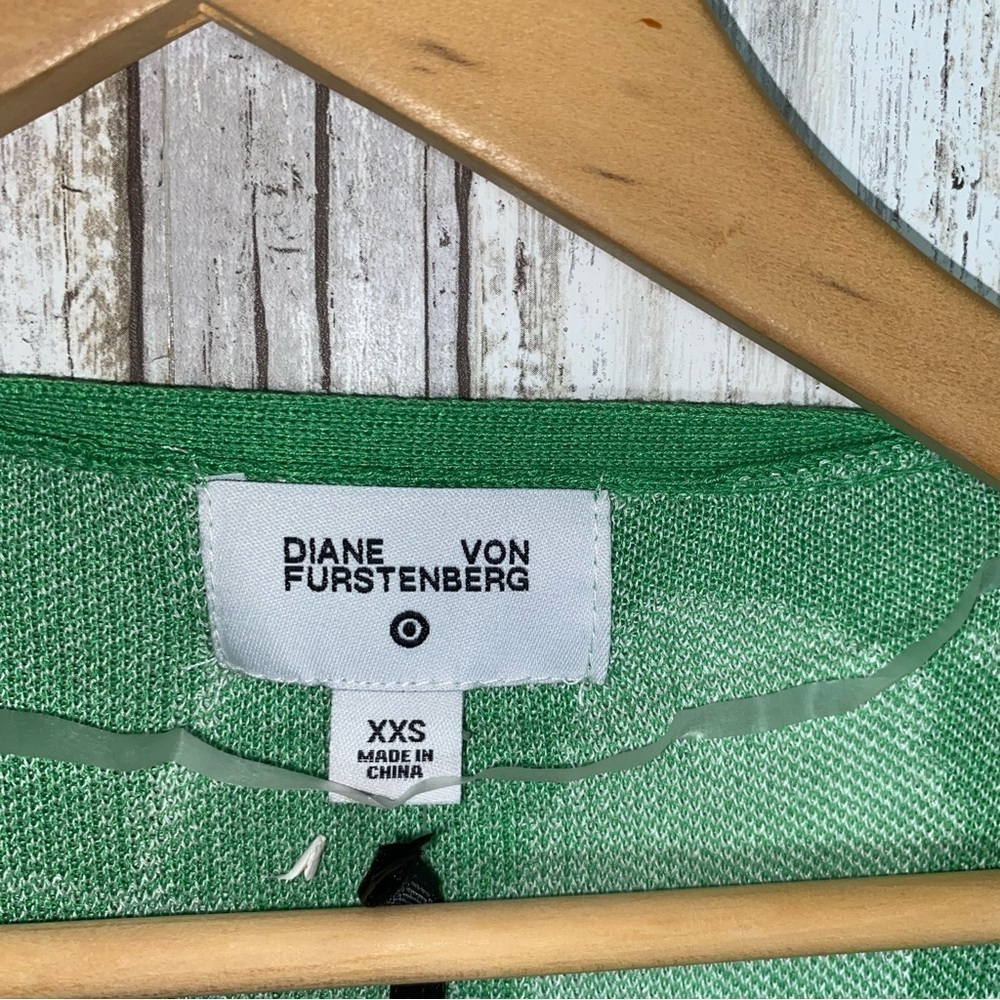 DIANE VON
FURSTENBERG
XXS
MADE IN
CHINA